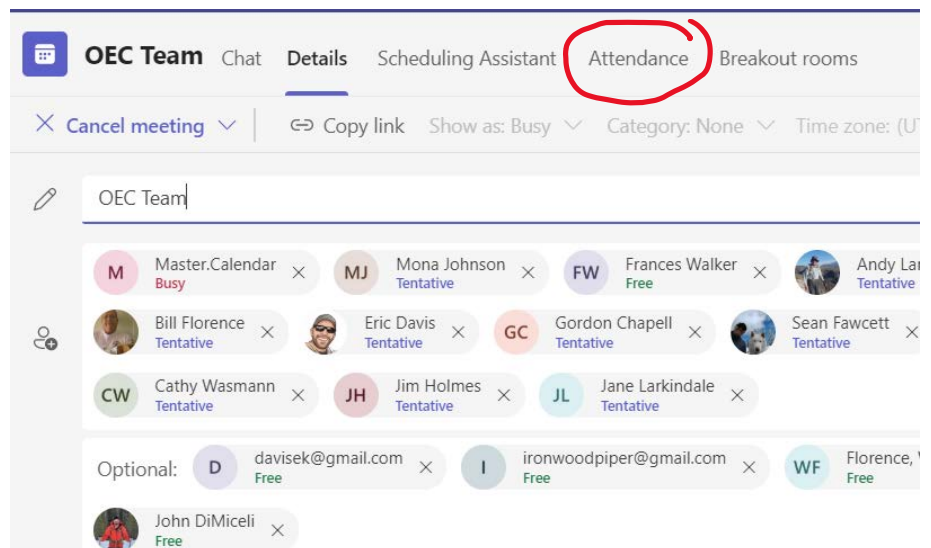 OEC Team Chat Details Scheduling Assistant Attendance Breakout rooms
Cancel meeting Copy link Show as: Busy Category: None Time zone: (U
OEC Team
M Master.Calendar MJ Mona Johnson FW Frances Walker Andy Lar
Busy Tentative Free Tentative
Bill Florence Eric Davis GC Gordon Chapell Sean Fawcett
Tentative Tentative Tentative Tentative
CW Cathy Wasmann JH Jim Holmes JL Jane Larkindale
Tentative Tentative Tentative
Optional: D davisek@gmail.com I ironwoodpiper@gmail.com WF Florence,
Free Free Free
John DiMiceli
Free